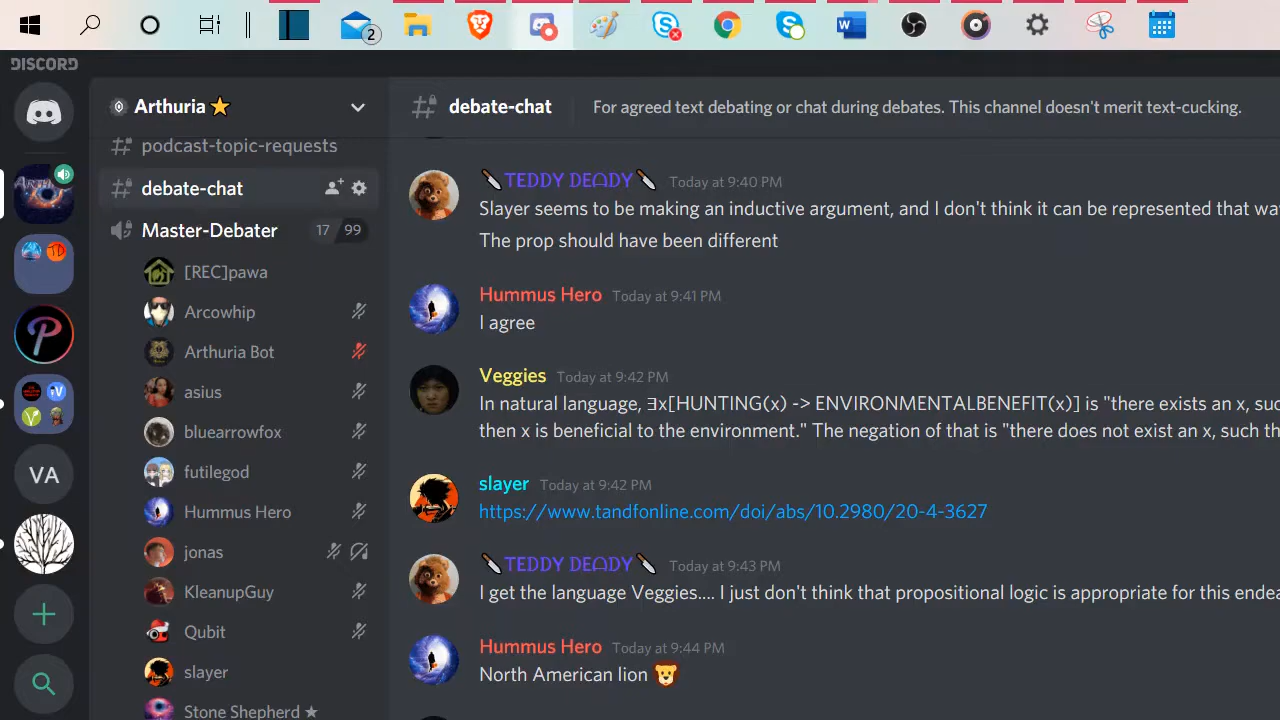 2
DISCORD
Arthuria ⭐
debate-chat
For agreed text debating or chat during debates. This channel doesn't merit text-cucking.
podcast-topic-requests
debate-chat
Master-Debater
17 99
[REC]pawa
Arcowhip
Arthuria Bot
asius
bluearrowfox
futilegod
Hummus Hero
jonas
KleanupGuy
Qubit
slayer
Stone Shepherd ★
VA
🔪TEDDY DEᗝDY🔪 Today at 9:40 PM
Slayer seems to be making an inductive argument, and I don't think it can be represented that
The prop should have been different
Hummus Hero Today at 9:41 PM
I agree
Veggies Today at 9:42 PM
In natural language, ∃x[HUNTING(x) -> ENVIRONMENTALBENEFIT(x)] is "there exists an x,
then x is beneficial to the environment." The negation of that is "there does not exist an x, such
slayer Today at 9:42 PM
https://www.tandfonline.com/doi/abs/10.2980/20-4-3627
🔪TEDDY DEᗝDY🔪 Today at 9:43 PM
I get the language Veggies.... I just don't think that propositional logic is appropriate for this
Hummus Hero Today at 9:44 PM
North American lion 🦁